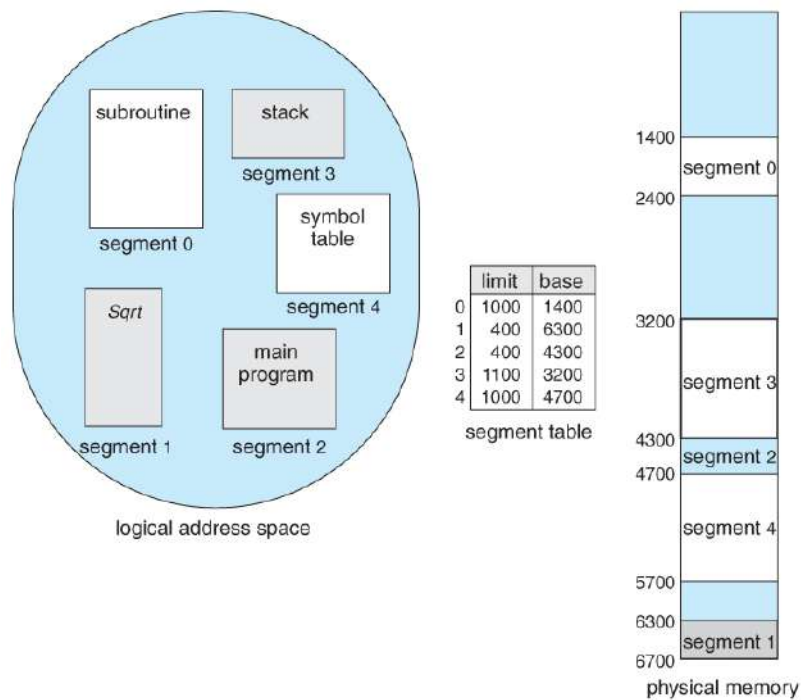 subroutine
stack
segment 3
segment 0
symbol
table
segment 4
Sqrt
main
program
segment 1
segment 2
logical address space
limit base
0 1000 1400
1 400 6300
2 400 4300
3 1100 3200
4 1000 4700
segment table
1400
segment 0
2400
3200
segment 3
4300
segment 2
4700
segment 4
5700
6300
segment 1
6700
physical memory